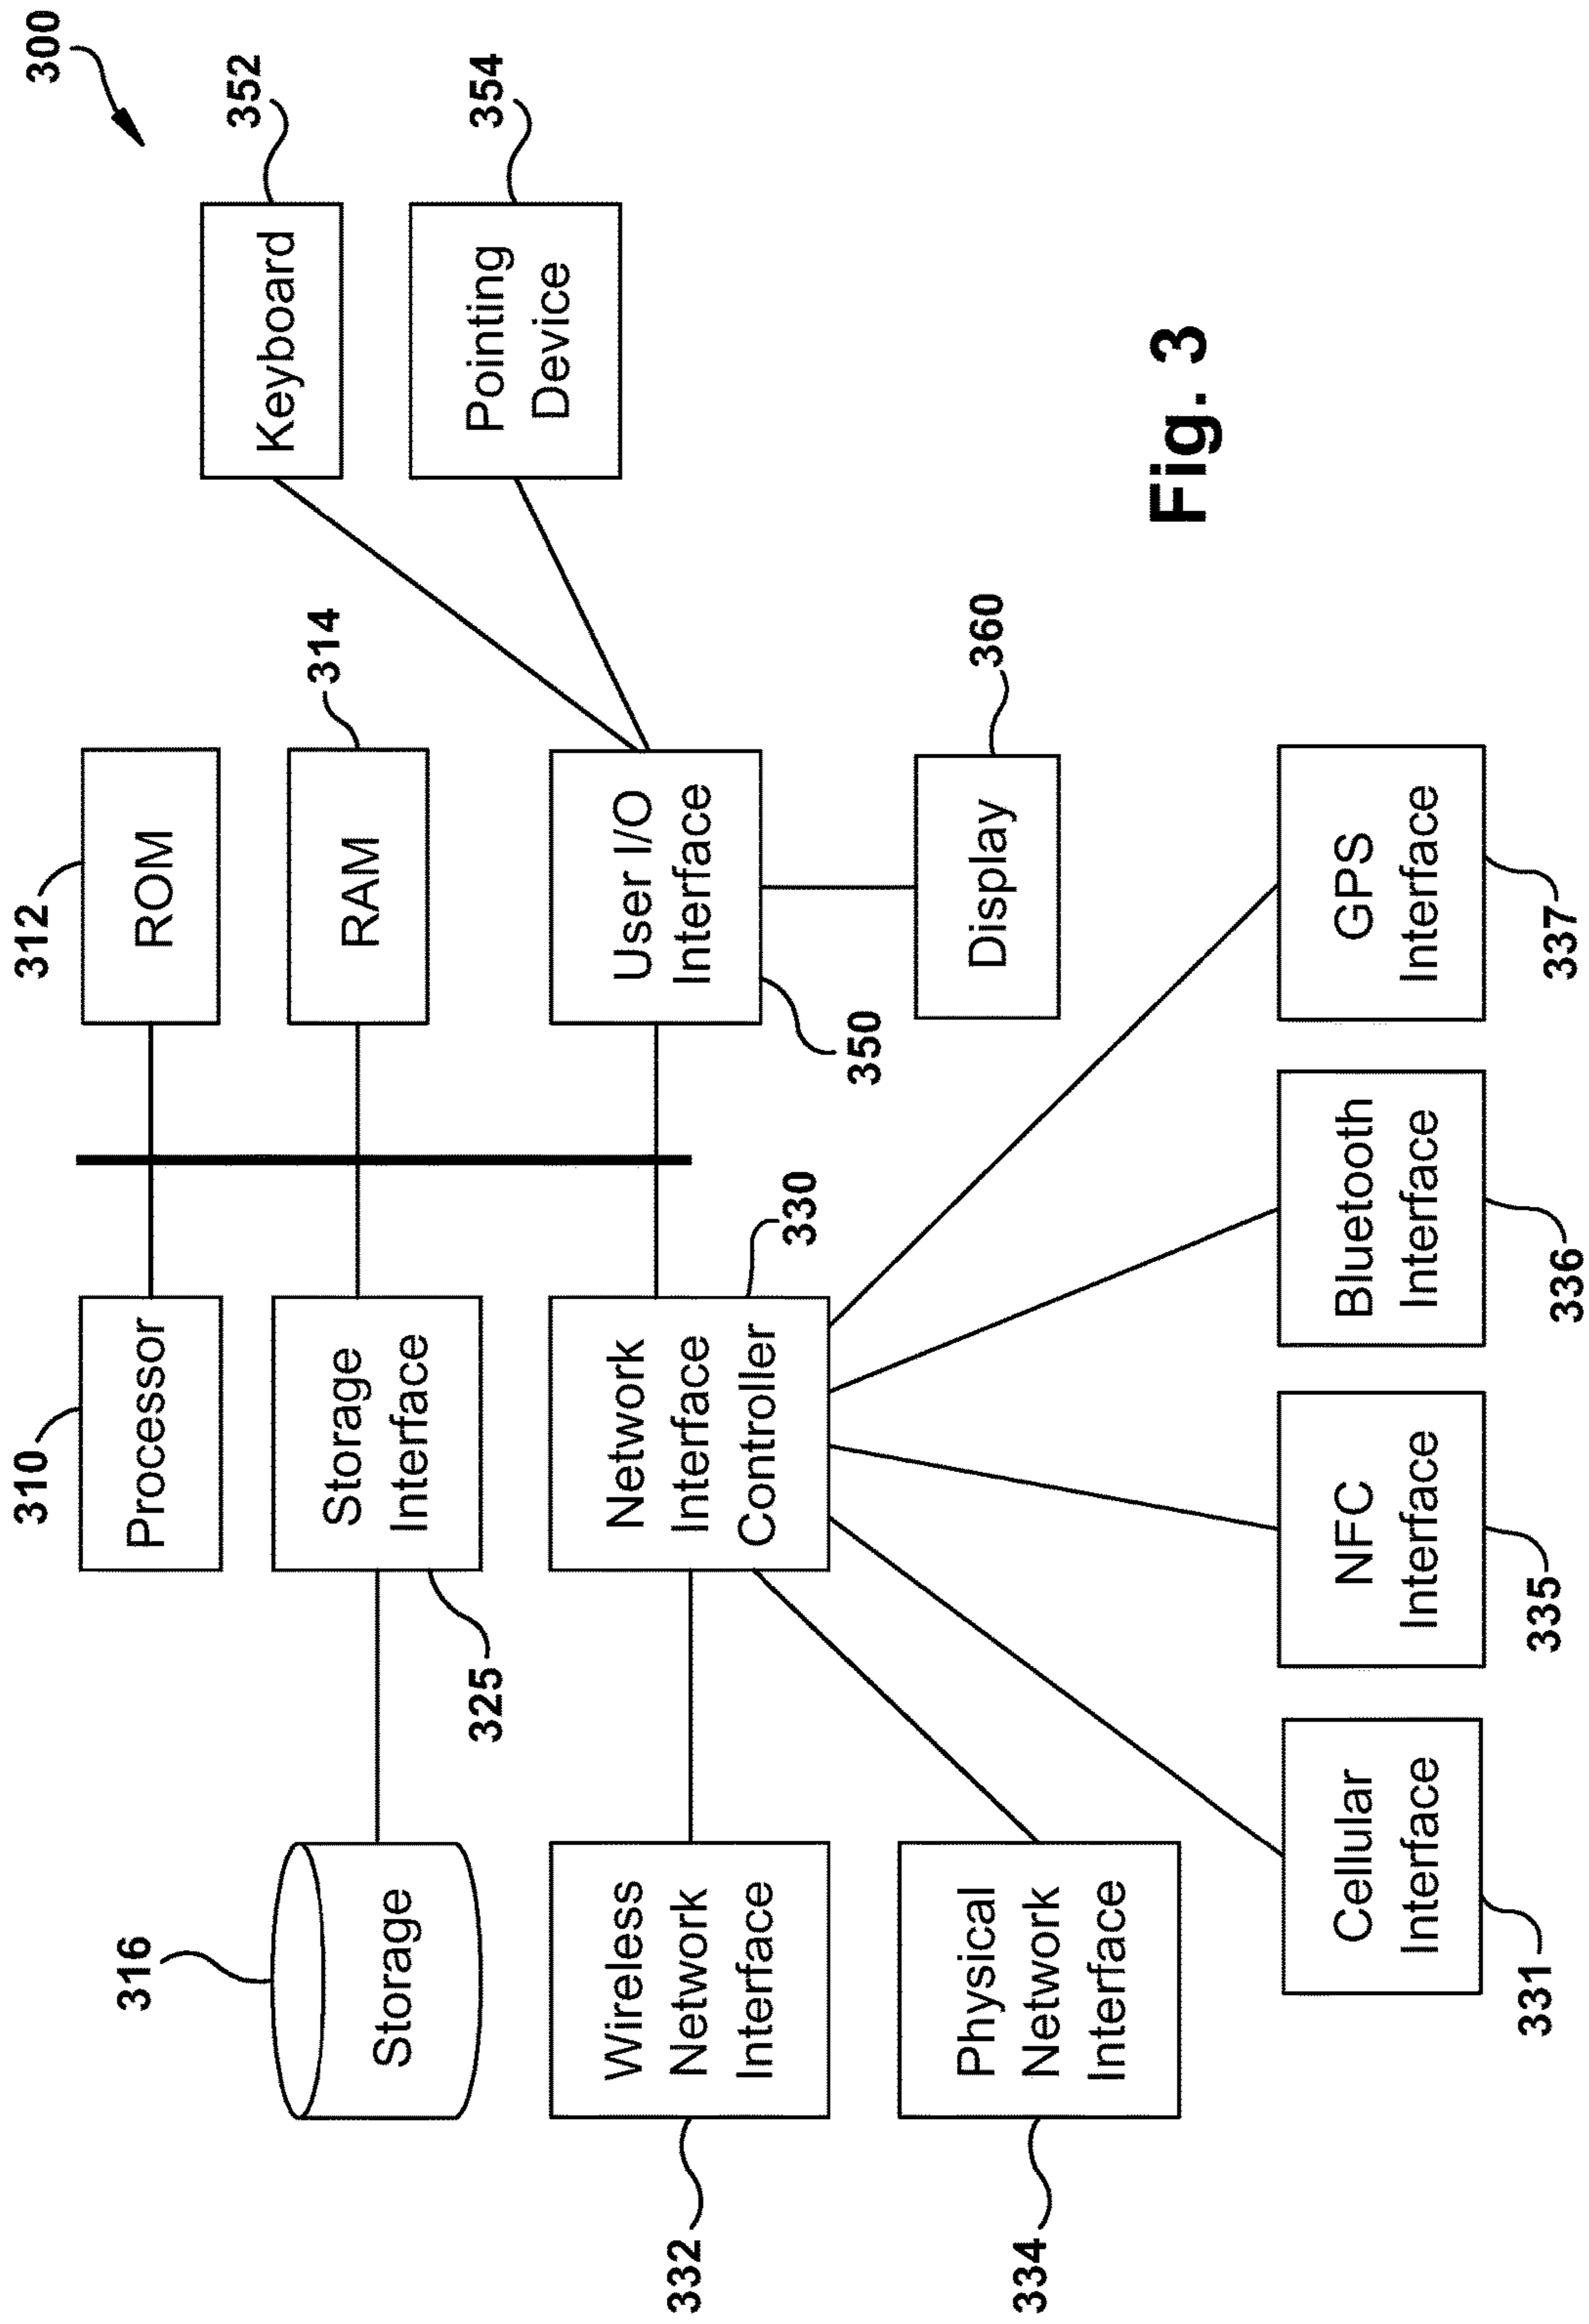 300
310
Processor
312
ROM
352
Keyboard
316
Storage
Storage
Interface
325
RAM
314
354
Pointing
Device
332
Wireless
Network
Interface
Network
Interface
Controller
330
User I/O
Interface
350
334
Physical
Network
Interface
Display
360
331
Cellular
Interface
335
NFC
Interface
336
Bluetooth
Interface
337
GPS
Interface
Fig. 3